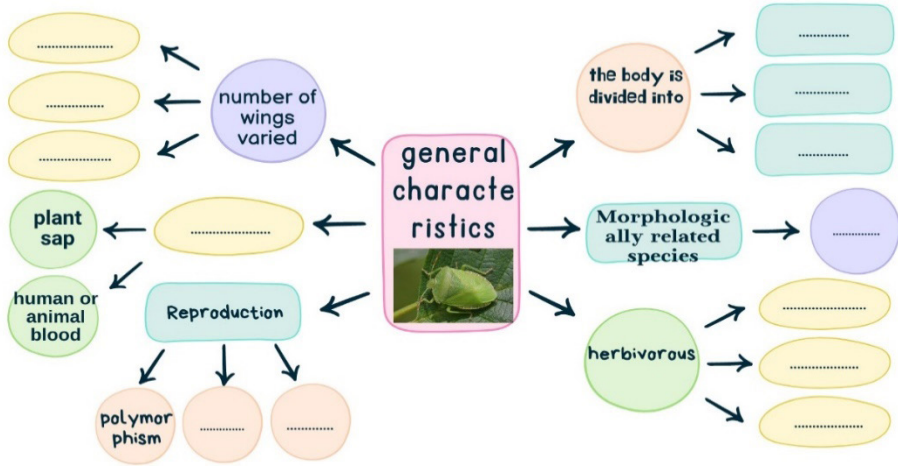 general
characte
ristics
number of
wings
varied
.....................
................
.....................
the body is
divided into
..............
..............
..............
plant
sap
human or
animal
blood
......................
Morphologic
ally related
species
.............
Reproduction
polymor
phism
............
.............
herbivorous
......................
...................
...................